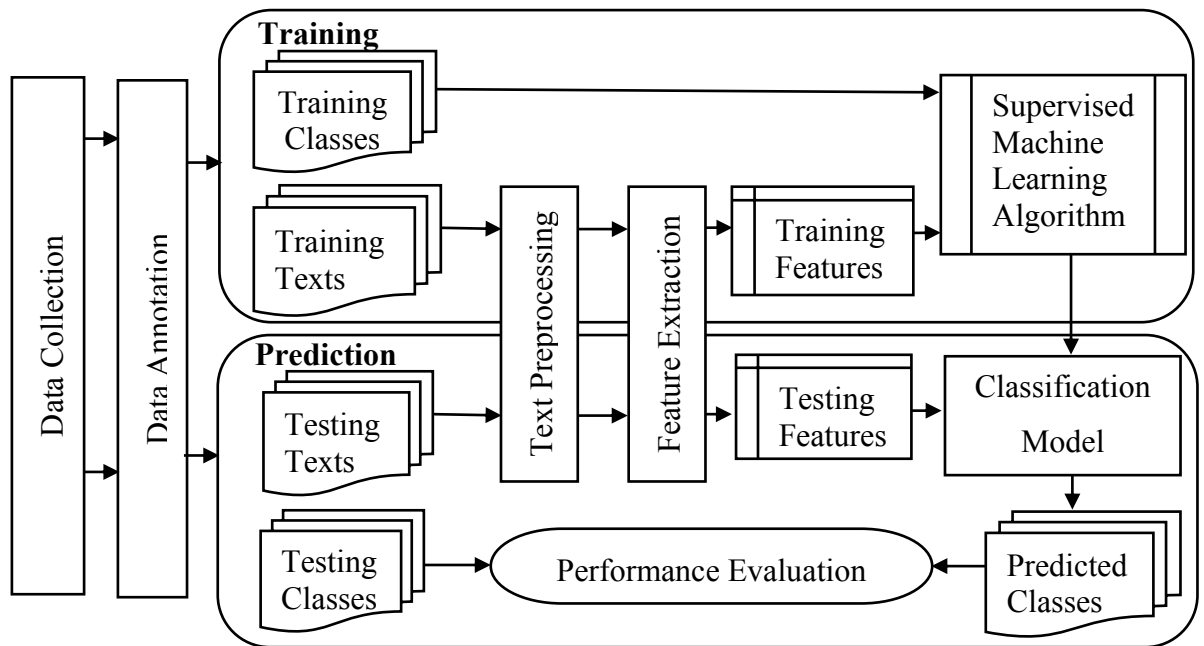 Data Collection
Data Annotation
Training
Training
Classes
Training
Texts
Text Preprocessing
Feature Extraction
Training
Features
Supervised
Machine
Learning
Algorithm
Prediction
Testing
Texts
Testing
Features
Classification
Model
Testing
Classes
Performance Evaluation
Predicted
Classes